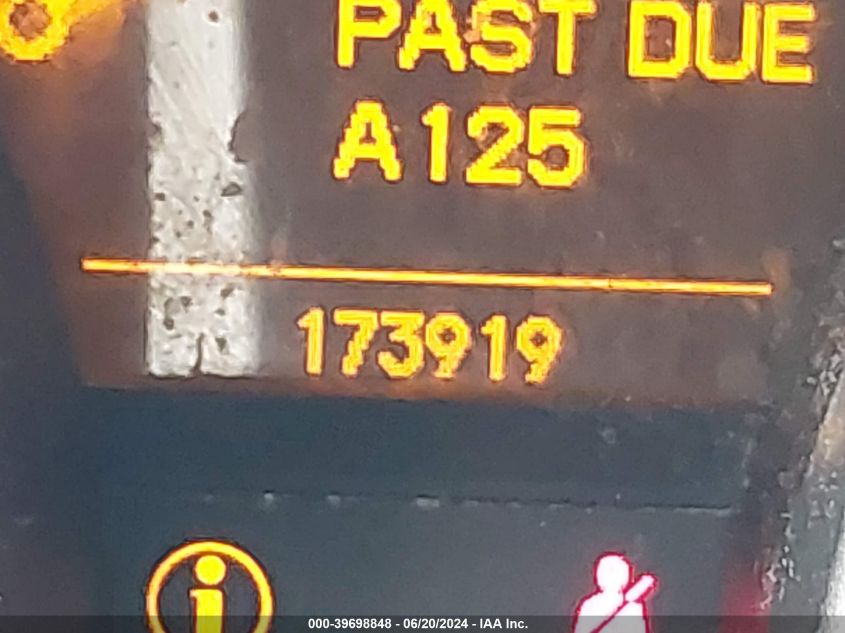 PAST DUE
A125
173919
000-39698848 - 06/20/2024 - IAA Inc.